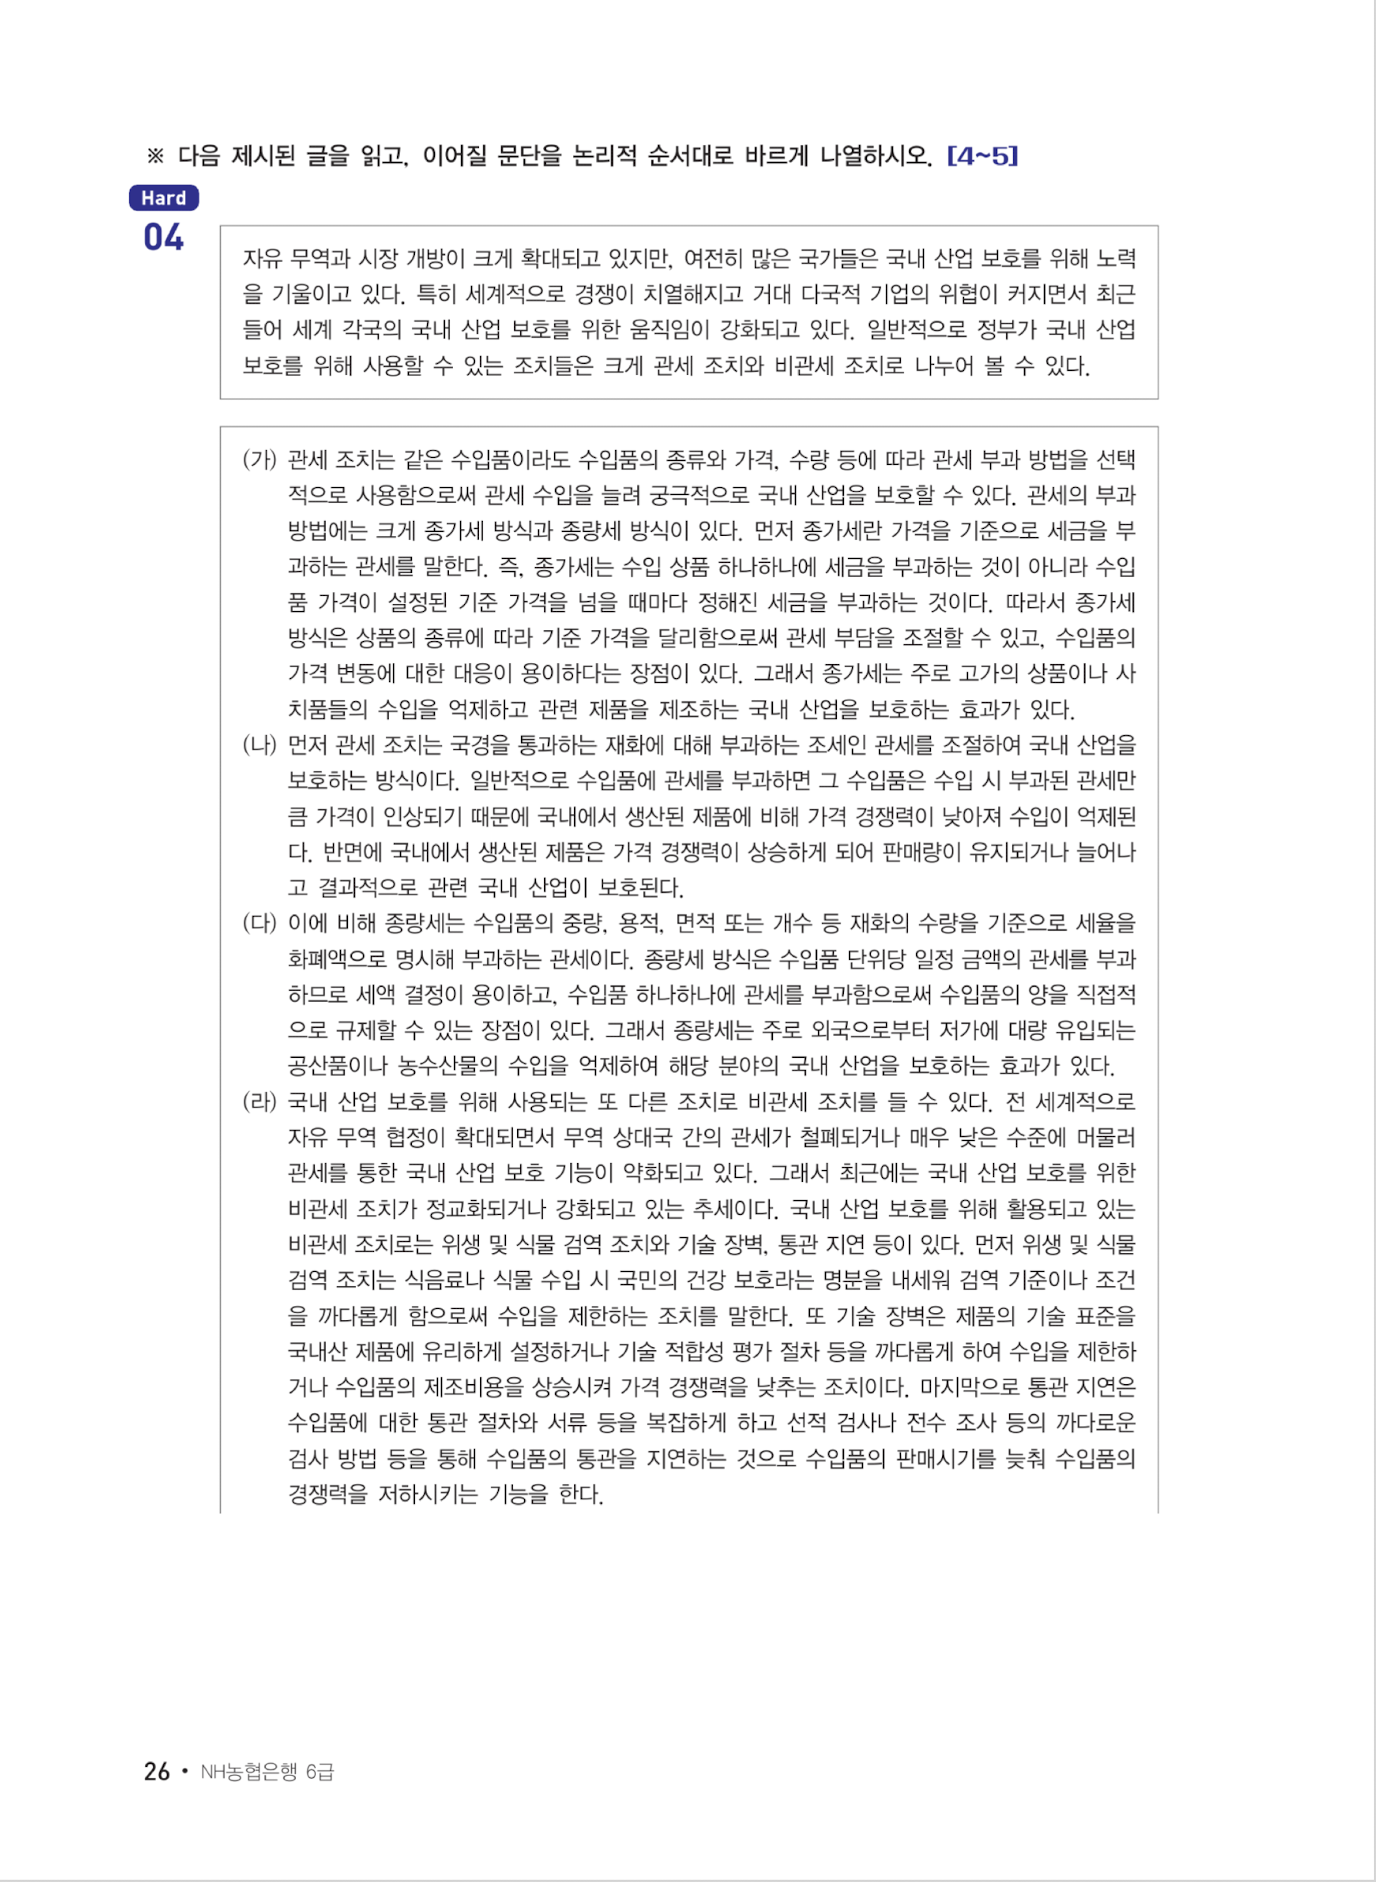 ※ 다음 제시된 글을 읽고, 이어질 문단을 논리적 순서대로 바르게 나열하시오. [4~5]
Hard
04
자유 무역과 시장 개방이 크게 확대되고 있지만, 여전히 많은 국가들은 국내 산업 보호를 위해 노력
을 기울이고 있다. 특히 세계적으로 경쟁이 치열해지고 거대 다국적 기업의 위협이 커지면서 최근
들어 세계 각국의 국내 산업 보호를 위한 움직임이 강화되고 있다. 일반적으로 정부가 국내 산업
보호를 위해 사용할 수 있는 조치들은 크게 관세 조치와 비관세 조치로 나누어 볼 수 있다.
(가) 관세 조치는 같은 수입품이라도 수입품의 종류와 가격, 수량 등에 따라 관세 부과 방법을 선택
적으로 사용함으로써 관세 수입을 늘려 궁극적으로 국내 산업을 보호할 수 있다. 관세의 부과
방법에는 크게 종가세 방식과 종량세 방식이 있다. 먼저 종가세란 가격을 기준으로 세금을 부
과하는 관세를 말한다. 즉, 종가세는 수입 상품 하나하나에 세금을 부과하는 것이 아니라 수입
품 가격이 설정된 기준 가격을 넘을 때마다 정해진 세금을 부과하는 것이다. 따라서 종가세
방식은 상품의 종류에 따라 기준 가격을 달리함으로써 관세 부담을 조절할 수 있고, 수입품의
가격 변동에 대한 대응이 용이하다는 장점이 있다. 그래서 종가세는 주로 고가의 상품이나 사
치품들의 수입을 억제하고 관련 제품을 제조하는 국내 산업을 보호하는 효과가 있다.
(나) 먼저 관세 조치는 국경을 통과하는 재화에 대해 부과하는 조세인 관세를 조절하여 국내 산업을
보호하는 방식이다. 일반적으로 수입품에 관세를 부과하면 그 수입품은 수입 시 부과된 관세만
큼 가격이 인상되기 때문에 국내에서 생산된 제품에 비해 가격 경쟁력이 낮아져 수입이 억제된
다. 반면에 국내에서 생산된 제품은 가격 경쟁력이 상승하게 되어 판매량이 유지되거나 늘어나
고 결과적으로 관련 국내 산업이 보호된다.
(다) 이에 비해 종량세는 수입품의 중량, 용적, 면적 또는 개수 등 재화의 수량을 기준으로 세율을
화폐액으로 명시해 부과하는 관세이다. 종량세 방식은 수입품 단위당 일정 금액의 관세를 부과
하므로 세액 결정이 용이하고, 수입품 하나하나에 관세를 부과함으로써 수입품의 양을 직접적
으로 규제할 수 있는 장점이 있다. 그래서 종량세는 주로 외국으로부터 저가에 대량 유입되는
공산품이나 농수산물의 수입을 억제하여 해당 분야의 국내 산업을 보호하는 효과가 있다.
(라) 국내 산업 보호를 위해 사용되는 또 다른 조치로 비관세 조치를 들 수 있다. 전 세계적으로
자유 무역 협정이 확대되면서 무역 상대국 간의 관세가 철폐되거나 매우 낮은 수준에 머물러
관세를 통한 국내 산업 보호 기능이 약화되고 있다. 그래서 최근에는 국내 산업 보호를 위한
비관세 조치가 정교화되거나 강화되고 있는 추세이다. 국내 산업 보호를 위해 활용되고 있는
비관세 조치로는 위생 및 식물 검역 조치와 기술 장벽, 통관 지연 등이 있다. 먼저 위생 및 식물
검역 조치는 식음료나 식물 수입 시 국민의 건강 보호라는 명분을 내세워 검역 기준이나 조건
을 까다롭게 함으로써 수입을 제한하는 조치를 말한다. 또 기술 장벽은 제품의 기술 표준을
국내산 제품에 유리하게 설정하거나 기술 적합성 평가 절차 등을 까다롭게 하여 수입을 제한하
거나 수입품의 제조비용을 상승시켜 가격 경쟁력을 낮추는 조치이다. 마지막으로 통관 지연은
수입품에 대한 통관 절차와 서류 등을 복잡하게 하고 선적 검사나 전수 조사 등의 까다로운
검사 방법 등을 통해 수입품의 통관을 지연하는 것으로 수입품의 판매시기를 늦춰 수입품의
경쟁력을 저하시키는 기능을 한다.
26 • NH농협은행 6급